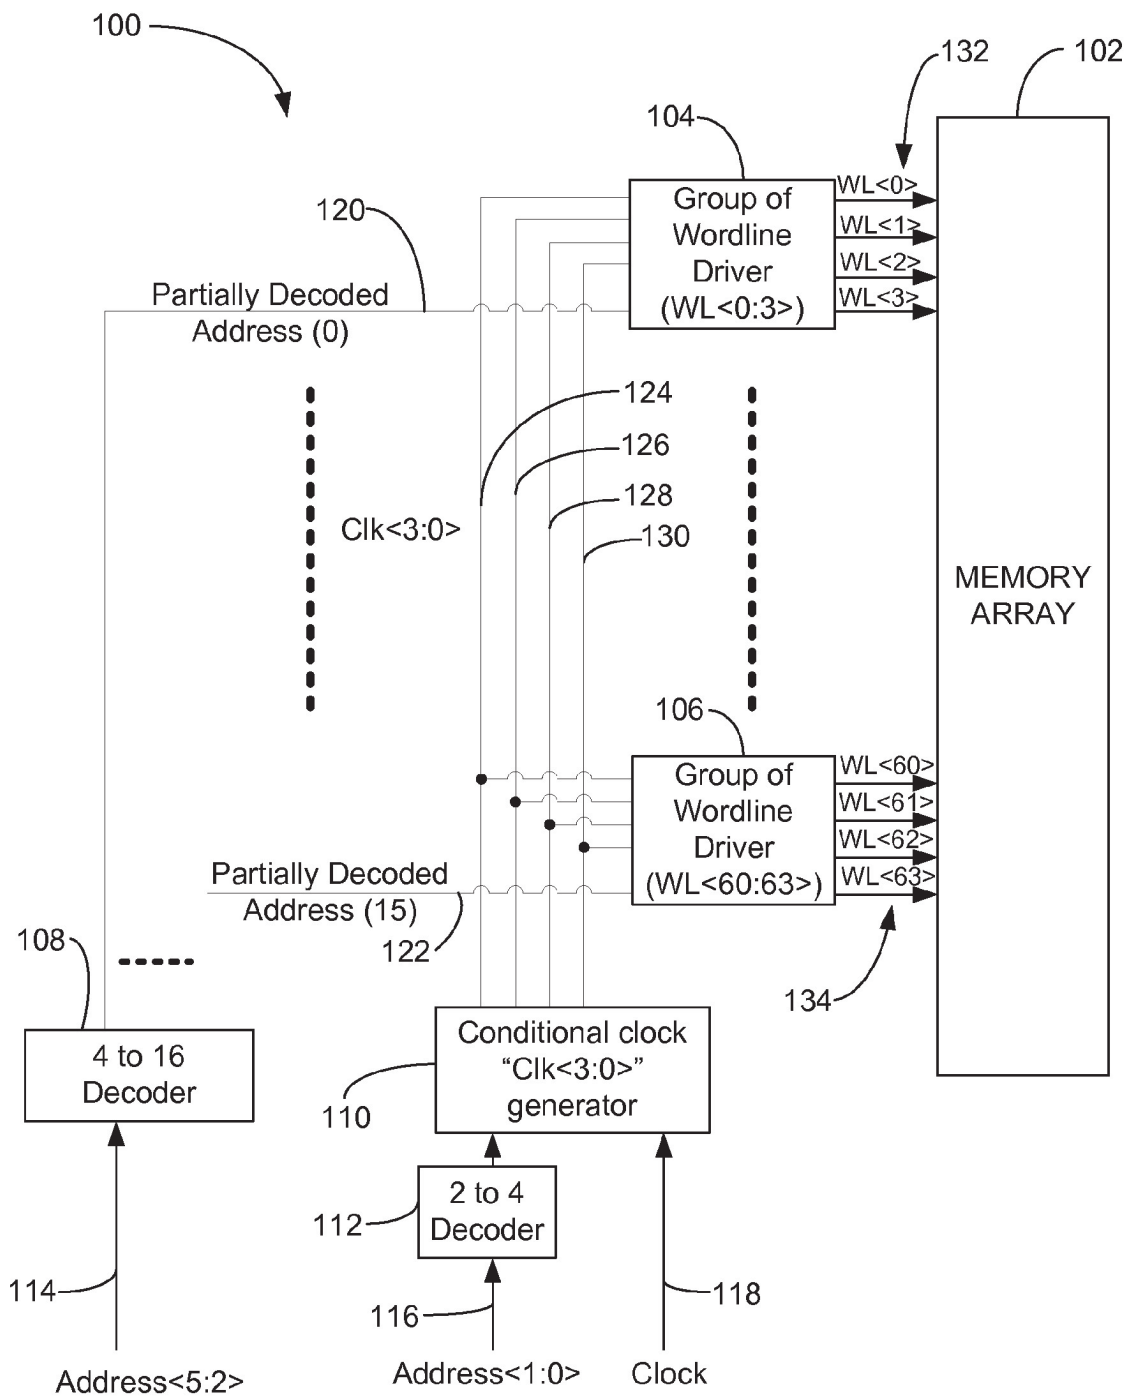 100
132
102
104
WL<0>
Group of
Wordline
Driver
(WL<0:3>)
WL<1>
WL<2>
WL<3>
120
Partially Decoded
Address (0)
124
126
128
Clk<3:0>
130
MEMORY
ARRAY
106
WL<60>
Group of
Wordline
Driver
(WL<60:63>)
WL<61>
WL<62>
WL<63>
Partially Decoded
Address (15)
122
108
134
4 to 16
Decoder
Conditional clock
“Clk<3:0>”
generator
110
2 to 4
Decoder
112
114
116
118
Address<5:2>
Address<1:0>
Clock